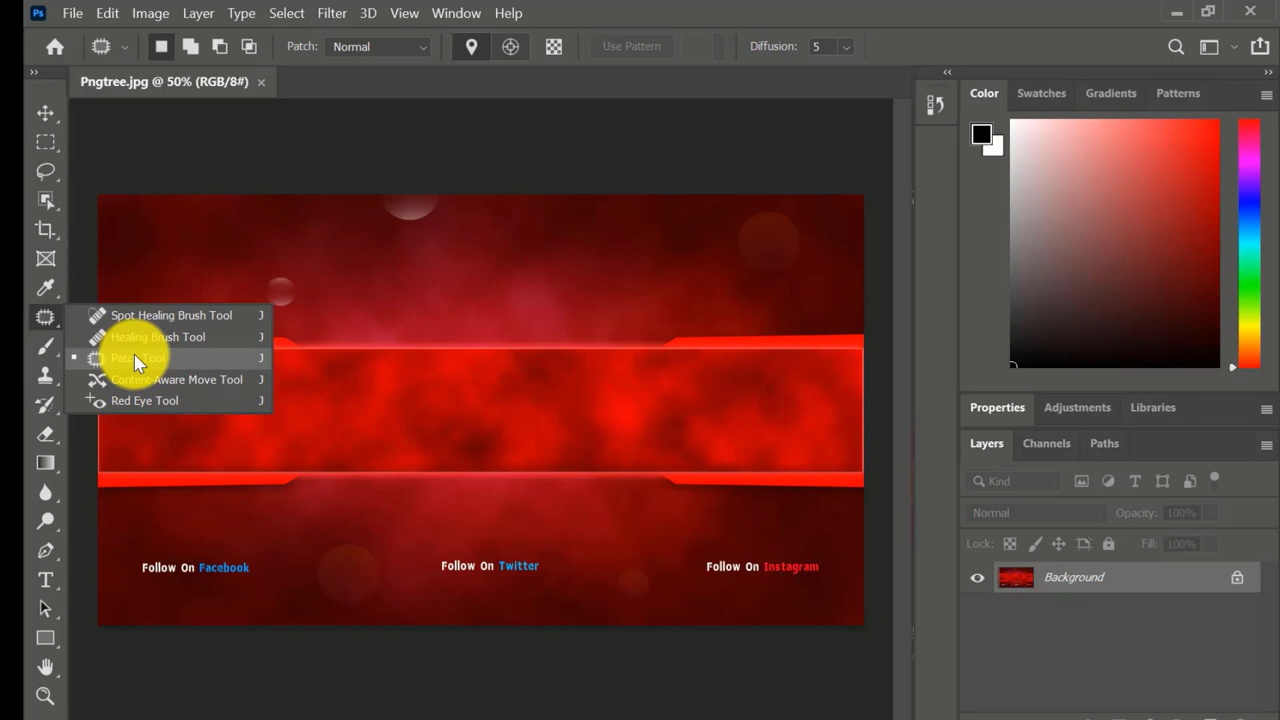 Ps File Edit Image Layer Type Select Filter 3D View Window Help
Patch: Normal Use Pattern Diffusion: 5
Pngtree.jpg @ 50% (RGB/8#)
Color Swatches Gradients Patterns
Spot Healing Brush Tool J
Healing Brush Tool J
Patch Tool J
Content-Aware Move Tool J
Red Eye Tool J
Properties Adjustments Libraries
Layers Channels Paths
Kind
Normal Opacity: 100%
Lock: Fill: 100%
Background
Follow On Facebook Follow On Twitter Follow On Instagram